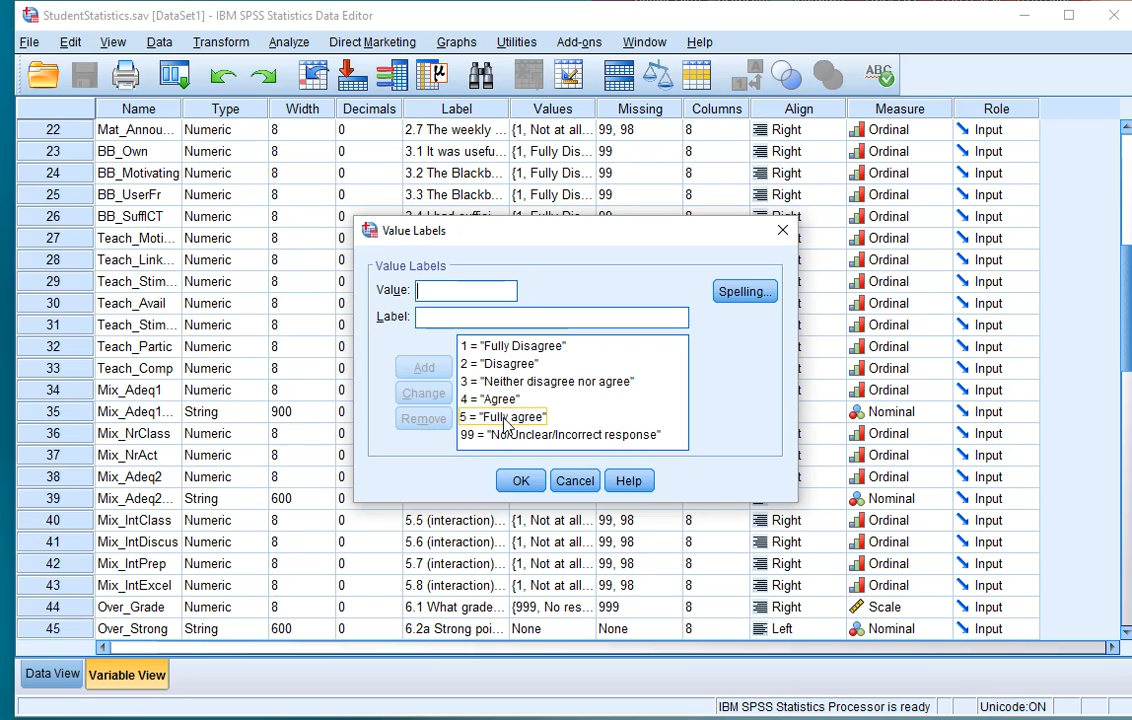 StudentStatistics.sav [DataSet1] - IBM SPSS Statistics Data Editor
File Edit View Data Transform Analyze Direct Marketing Graphs Utilities Add-ons Window Help
Name Type Width Decimals Label Values Missing Columns Align Measure Role
22 Mat_Annou... Numeric 8 0 2.7 The weekly ... {1, Not at all... 99, 98 8 Right Ordinal Input
23 BB_Own Numeric 8 0 3.1 It was usefu... {1, Fully Dis... 99 8 Right Ordinal Input
24 BB_Motivating Numeric 8 0 3.2 The Blackb... {1, Fully Dis... 99 8 Right Ordinal Input
25 BB_UserFr Numeric 8 0 3.3 The Blackb... {1, Fully Dis... 99 8 Right Ordinal Input
26 BB_SuffICT Numeric 8 0 Ordinal Input
27 Teach_Moti... Numeric 8 0 Ordinal Input
28 Teach_Link... Numeric 8 0 Ordinal Input
29 Teach_Stim... Numeric 8 0 Ordinal Input
30 Teach_Avail Numeric 8 0 Ordinal Input
31 Teach_Stim... Numeric 8 0 Ordinal Input
32 Teach_Partic Numeric 8 0 Ordinal Input
33 Teach_Comp Numeric 8 0 Ordinal Input
34 Mix_Adeq1 Numeric 8 0 Ordinal Input
35 Mix_Adeq1... String 900 0 Nominal Input
36 Mix_NrClass Numeric 8 0 Ordinal Input
37 Mix_NrAct Numeric 8 0 Ordinal Input
38 Mix_Adeq2 Numeric 8 0 Ordinal Input
39 Mix_Adeq2... String 600 0 Nominal Input
40 Mix_IntClass Numeric 8 0 5.5 (interaction)... {1, Not at all... 99, 98 8 Right Ordinal Input
41 Mix_IntDiscus Numeric 8 0 5.6 (interaction)... {1, Not at all... 99, 98 8 Right Ordinal Input
42 Mix_IntPrep Numeric 8 0 5.7 (interaction)... {1, Not at all... 99, 98 8 Right Ordinal Input
43 Mix_IntExcel Numeric 8 0 5.8 (interaction)... {1, Not at all... 99, 98 8 Right Ordinal Input
44 Over_Grade Numeric 8 0 6.1 What grade... {999, No res... 999 8 Right Scale Input
45 Over_Strong String 600 0 6.2a Strong poi... None None 8 Left Nominal Input
Value Labels
Value Labels
Value:
Spelling...
Label:
1 = "Fully Disagree"
2 = "Disagree"
3 = "Neither disagree nor agree"
4 = "Agree"
5 = "Fully agree"
99 = "No/Unclear/Incorrect response"
Add
Change
Remove
OK Cancel Help
Data View Variable View
IBM SPSS Statistics Processor is ready Unicode:ON